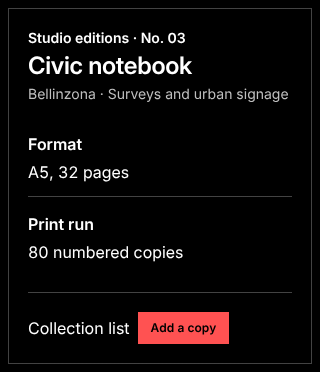 Studio editions · No. 03
Civic notebook
Bellinzona · Surveys and urban signage
Format
A5, 32 pages
Print run
80 numbered copies
Collection list
Add a copy